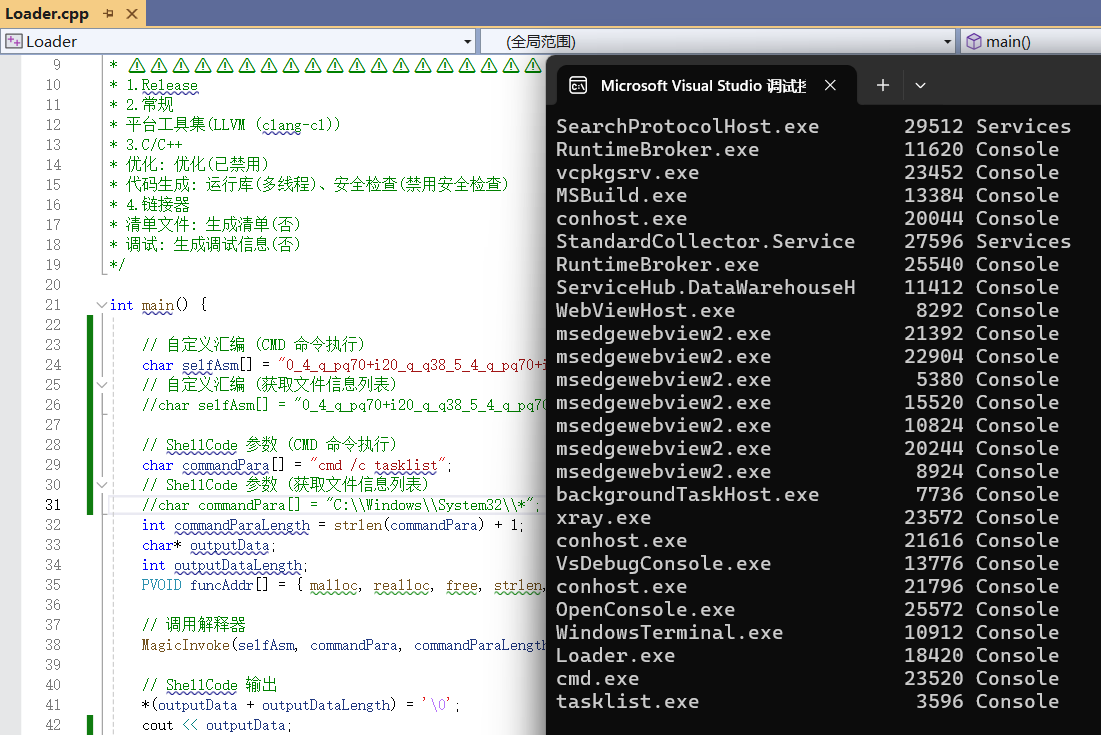 Loader.cpp
Loader
(全局范围)
main()
9 *
10 * 1.Release
11 * 2.常规
12 * 平台工具集(LLVM (clang-cl))
13 * 3.C/C++
14 * 优化: 优化(已禁用)
15 * 代码生成: 运行库(多线程)、安全检查(禁用安全检查)
16 * 4.链接器
17 * 清单文件: 生成清单(否)
18 * 调试: 生成调试信息(否)
19 */
20
21 int main() {
22
23 // 自定义汇编 (CMD 命令执行)
24 char selfAsm[] = "0_4_q_pq70+i20_q_q38_5_4_q_pq70+i
25 // 自定义汇编 (获取文件信息列表)
26 //char selfAsm[] = "0_4_q_pq70+i20_q_q38_5_4_q_pq70
27
28 // ShellCode 参数 (CMD 命令执行)
29 char commandPara[] = "cmd /c tasklist";
30 // ShellCode 参数 (获取文件信息列表)
31 //char commandPara[] = "C:\\Windows\\System32\\*";
32 int commandParaLength = strlen(commandPara) + 1;
33 char* outputData;
34 int outputDataLength;
35 PVOID funcAddr[] = { malloc, realloc, free, strlen,
36
37 // 调用解释器
38 MagicInvoke(selfAsm, commandPara, commandParaLength
39
40 // ShellCode 输出
41 *(outputData + outputDataLength) = '\0';
42 cout << outputData;
Microsoft Visual Studio 调试
SearchProtocolHost.exe 29512 Services
RuntimeBroker.exe 11620 Console
vcpkgsrv.exe 23452 Console
MSBuild.exe 13384 Console
conhost.exe 20044 Console
StandardCollector.Service 27596 Services
RuntimeBroker.exe 25540 Console
ServiceHub.DataWarehouseH 11412 Console
WebViewHost.exe 8292 Console
msedgewebview2.exe 21392 Console
msedgewebview2.exe 22904 Console
msedgewebview2.exe 5380 Console
msedgewebview2.exe 15520 Console
msedgewebview2.exe 10824 Console
msedgewebview2.exe 20244 Console
msedgewebview2.exe 8924 Console
backgroundTaskHost.exe 7736 Console
xray.exe 23572 Console
conhost.exe 21616 Console
VsDebugConsole.exe 13776 Console
conhost.exe 21796 Console
OpenConsole.exe 25572 Console
WindowsTerminal.exe 10912 Console
Loader.exe 18420 Console
cmd.exe 23520 Console
tasklist.exe 3596 Console